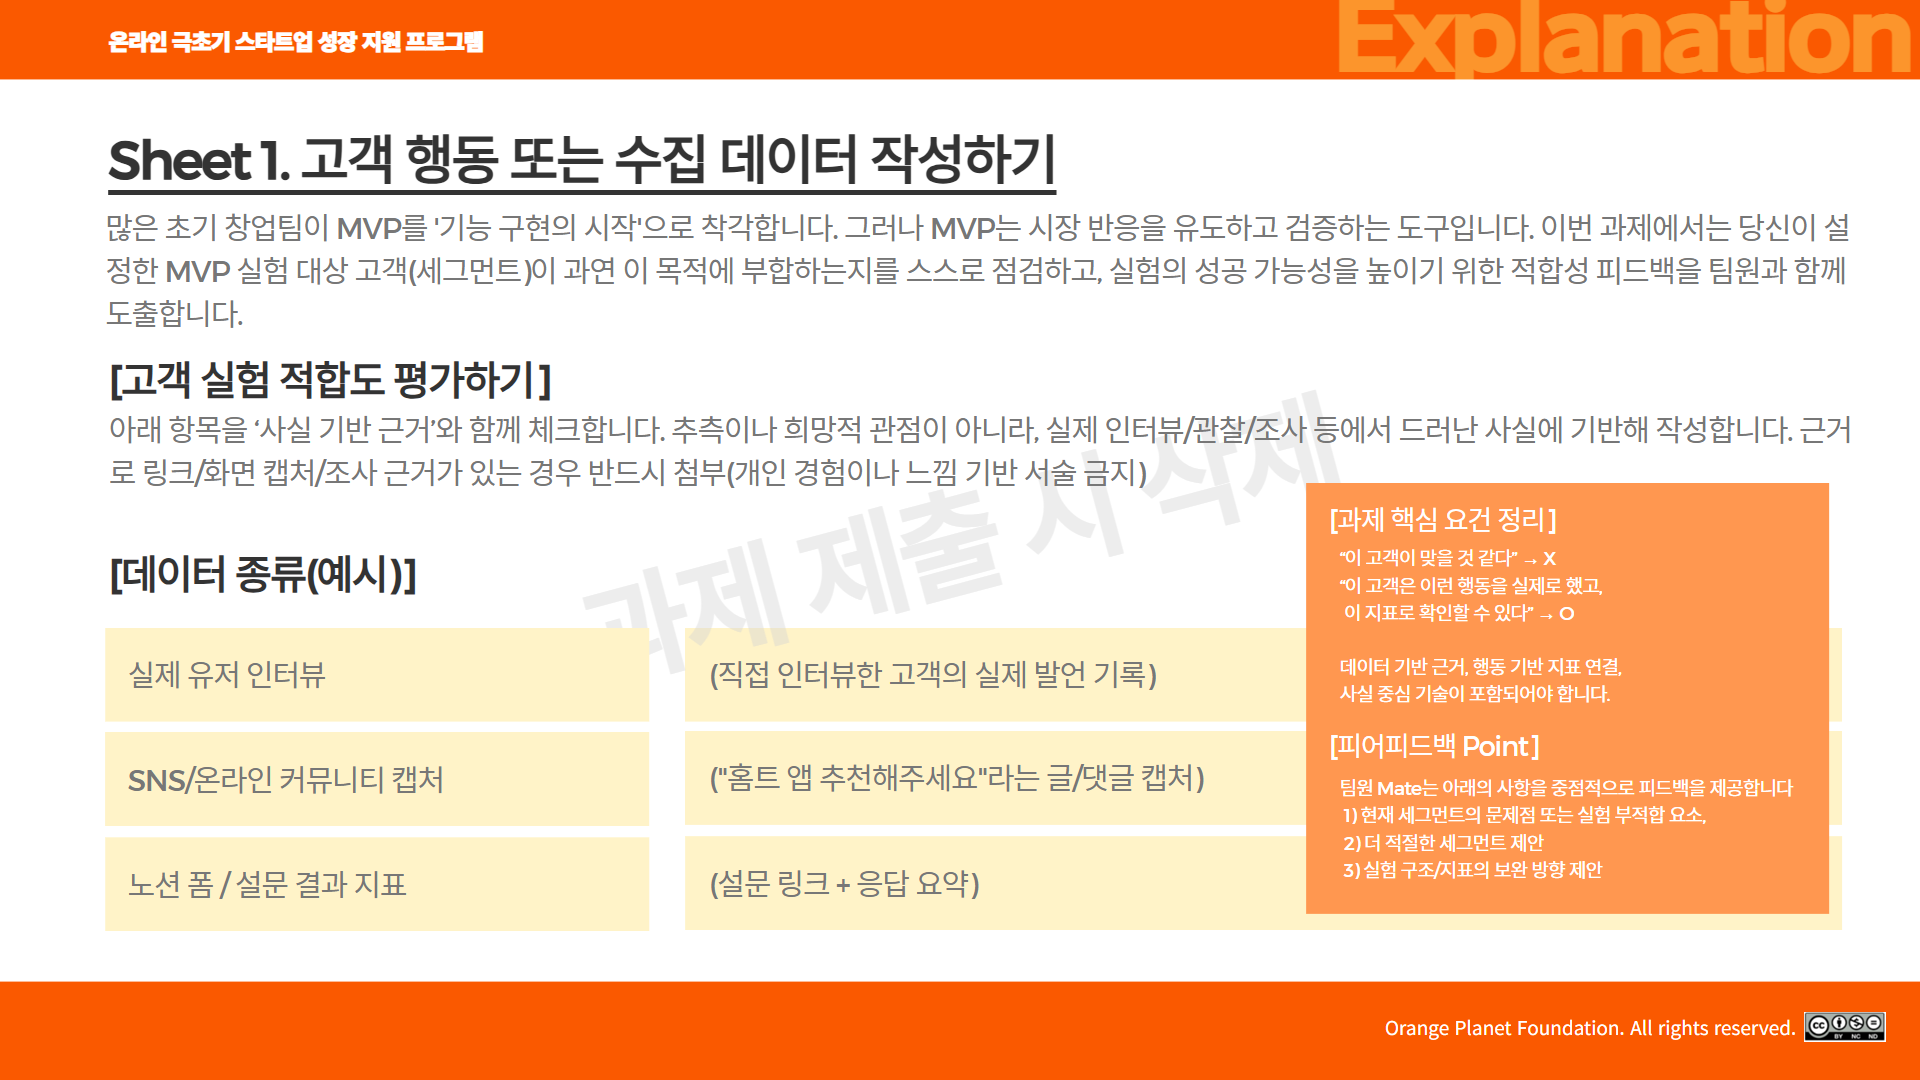 온라인 극초기 스타트업 성장 지원 프로그램
Explanation
Sheet 1. 고객 행동 또는 수집 데이터 작성하기
많은 초기 창업팀이 MVP를 '기능 구현의 시작'으로 착각합니다. 그러나 MVP는 시장 반응을 유도하고 검증하는 도구입니다. 이번 과제에서는 당신이 설
정한 MVP 실험 대상 고객(세그먼트)이 과연 이 목적에 부합하는지를 스스로 점검하고, 실험의 성공 가능성을 높이기 위한 적합성 피드백을 팀원과 함께
도출합니다.
[고객 실험 적합도 평가하기]
아래 항목을 ‘사실 기반 근거’와 함께 체크합니다. 추측이나 희망적 관점이 아니라, 실제 인터뷰/관찰/조사 등에서 드러난 사실에 기반해 작성합니다. 근거
로 링크/화면 캡처/조사 근거가 있는 경우 반드시 첨부(개인 경험이나 느낌 기반 서술 금지)
과제 제출 시 삭제
[데이터 종류(예시)]
실제 유저 인터뷰
(직접 인터뷰한 고객의 실제 발언 기록)
SNS/온라인 커뮤니티 캡처
("홈트 앱 추천해주세요"라는 글/댓글 캡처)
노션 폼 / 설문 결과 지표
(설문 링크 + 응답 요약)
[과제 핵심 요건 정리]
“이 고객이 맞을 것 같다” → X
“이 고객은 이런 행동을 실제로 했고,
이 지표로 확인할 수 있다” → O
데이터 기반 근거, 행동 기반 지표 연결,
사실 중심 기술이 포함되어야 합니다.
[피어피드백 Point]
팀원 Mate는 아래의 사항을 중점적으로 피드백을 제공합니다
1) 현재 세그먼트의 문제점 또는 실험 부적합 요소,
2) 더 적절한 세그먼트 제안
3) 실험 구조/지표의 보완 방향 제안
Orange Planet Foundation. All rights reserved.
cc BY NC ND